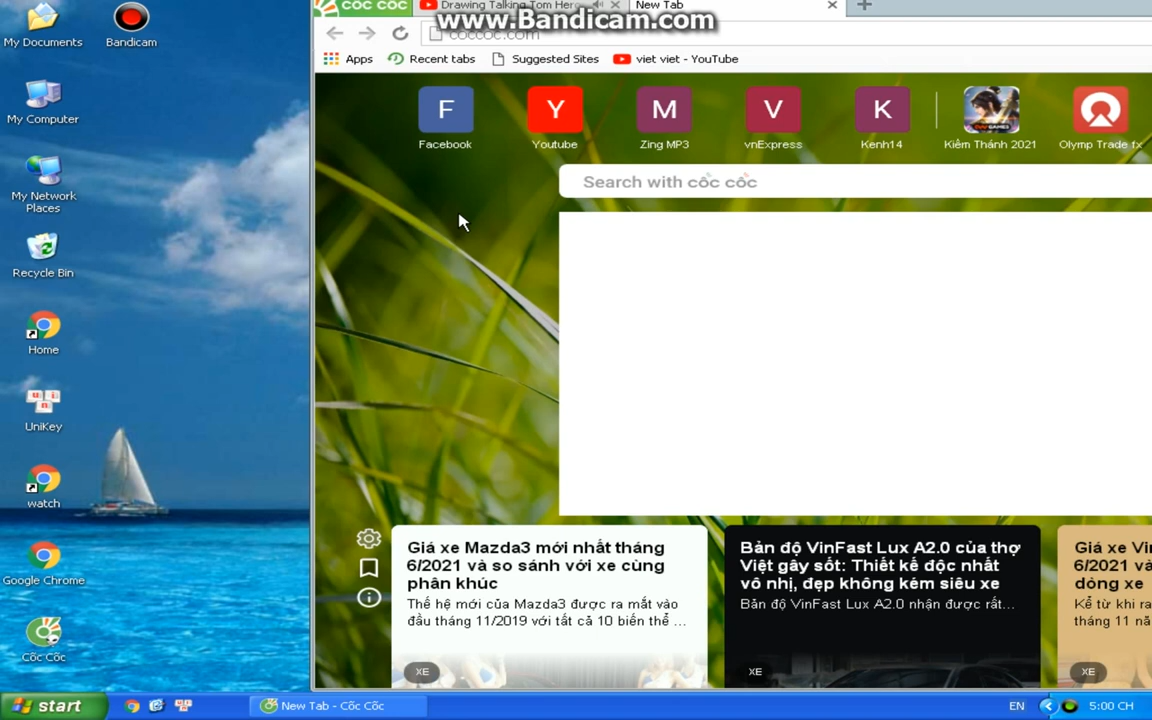 My Documents
Bandicam
My Computer
My Network
Places
Recycle Bin
Home
UniKey
watch
Google Chrome
Cốc Cốc
CỐC CỐC
Drawing Talking Tom Her
New Tab
www.Bandicam.com
coccoc.com
Apps
Recent tabs
Suggested Sites
viet viet - YouTube
F
Facebook
Y
Youtube
M
Zing MP3
V
vnExpress
K
Kenh14
Kiếm Thánh 2021
Olymp Trade fx
Search with cốc cốc
Giá xe Mazda3 mới nhất tháng
6/2021 và so sánh với xe cùng
phân khúc
Thế hệ mới của Mazda3 được ra mắt vào
đầu tháng 11/2019 với tất cả 10 biến thể ...
XE
Bản độ VinFast Lux A2.0 của thợ
Việt gây sốt: Thiết kế độc nhất
vô nhị, đẹp không kém siêu xe
Bản độ VinFast Lux A2.0 nhận được rất...
XE
Giá xe Vi
6/2021 và
dòng xe
Kể từ khi ra
tháng 11 nă
XE
start
New Tab - Cốc Cốc
EN
5:00 CH